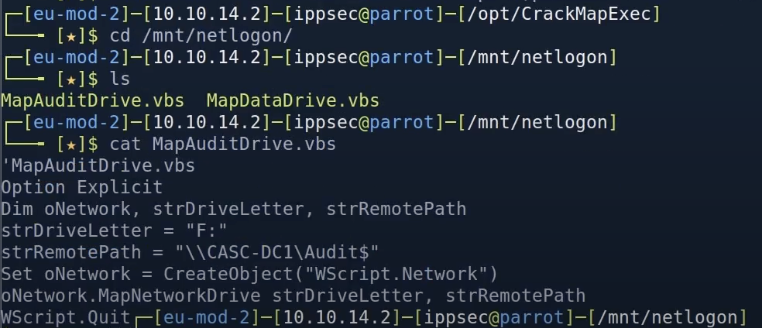 ┌─[eu-mod-2]─[10.10.14.2]─[ippsec@parrot]─[/opt/CrackMapExec]
└──╼ [★]$ cd /mnt/netlogon/
┌─[eu-mod-2]─[10.10.14.2]─[ippsec@parrot]─[/mnt/netlogon]
└──╼ [★]$ ls
MapAuditDrive.vbs  MapDataDrive.vbs
┌─[eu-mod-2]─[10.10.14.2]─[ippsec@parrot]─[/mnt/netlogon]
└──╼ [★]$ cat MapAuditDrive.vbs
'MapAuditDrive.vbs
Option Explicit
Dim oNetwork, strDriveLetter, strRemotePath
strDriveLetter = "F:"
strRemotePath = "\\CASC-DC1\Audit$"
Set oNetwork = CreateObject("WScript.Network")
oNetwork.MapNetworkDrive strDriveLetter, strRemotePath
WScript.Quit┌─[eu-mod-2]─[10.10.14.2]─[ippsec@parrot]─[/mnt/netlogon]